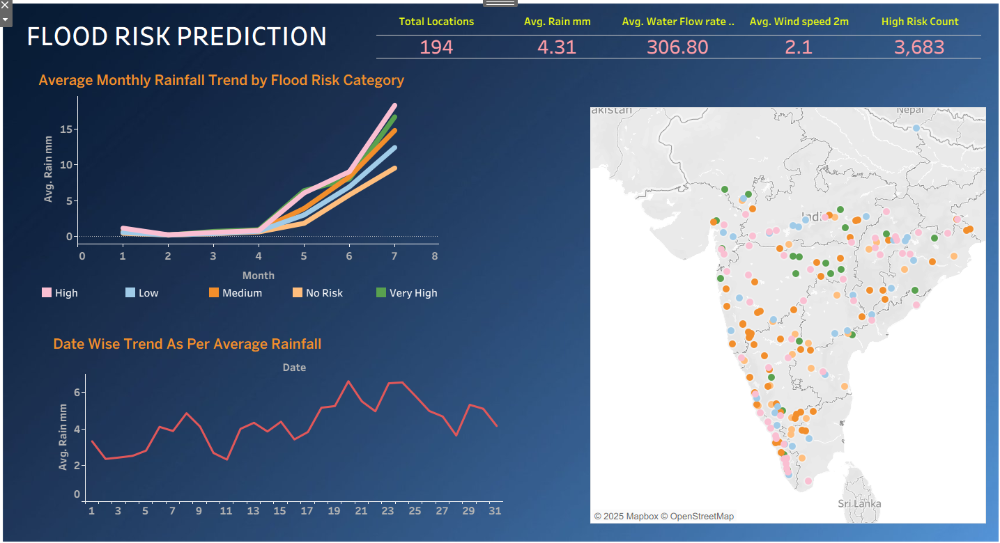 FLOOD RISK PREDICTION
Total Locations
Avg. Rain mm
Avg. Water Flow rate ..
Avg. Wind speed 2m
High Risk Count
194
4.31
306.80
2.1
3,683
Average Monthly Rainfall Trend by Flood Risk Category
Avg. Rain mm
15
10
5
0
0 1 2 3 4 5 6 7 8
Month
High
Low
Medium
No Risk
Very High
Date Wise Trend As Per Average Rainfall
Date
Avg. Rain mm
6
4
2
0
1 3 5 7 9 11 13 15 17 19 21 23 25 27 29 31
akistan
Nepal
Indi
Sri Lanka
© 2025 Mapbox © OpenStreetMap